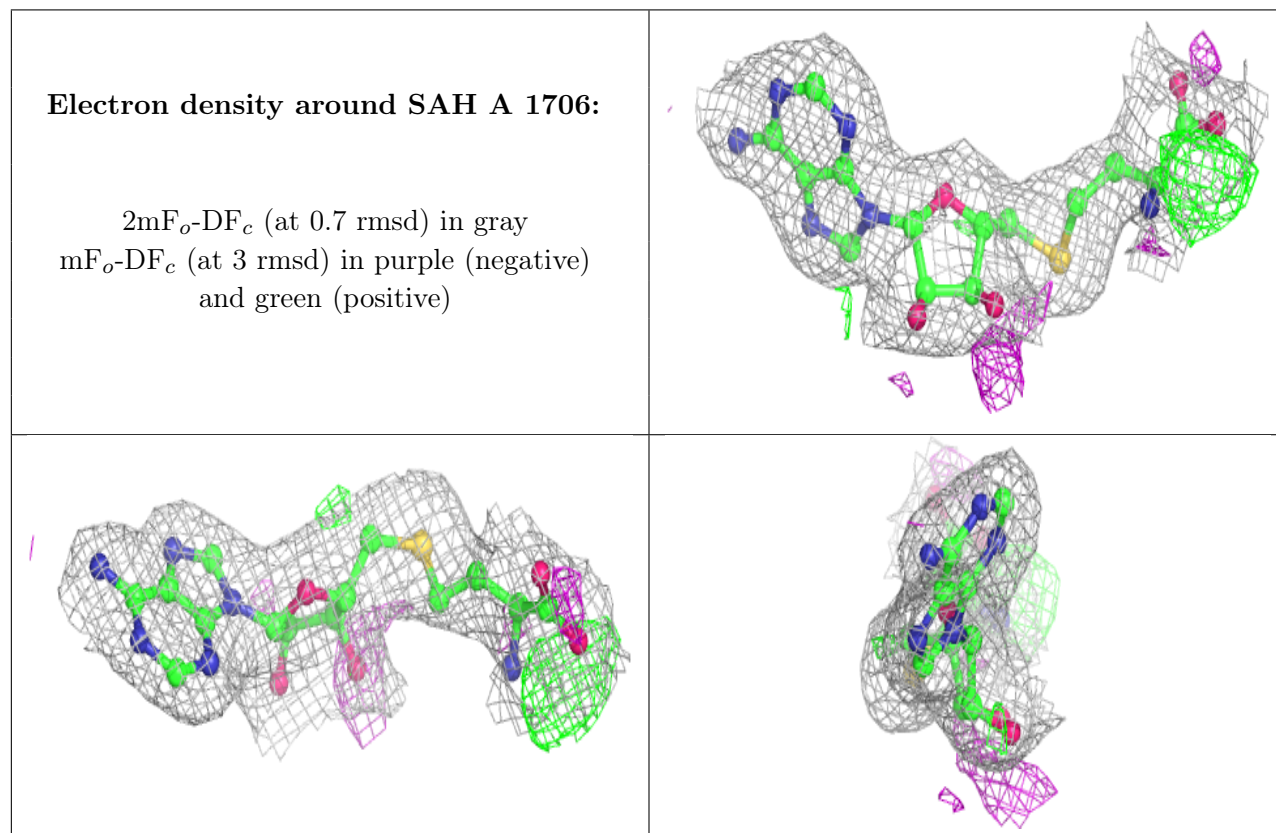 Electron density around SAH A 1706:
2mFo-DFc (at 0.7 rmsd) in gray
mFo-DFc (at 3 rmsd) in purple (negative)
and green (positive)